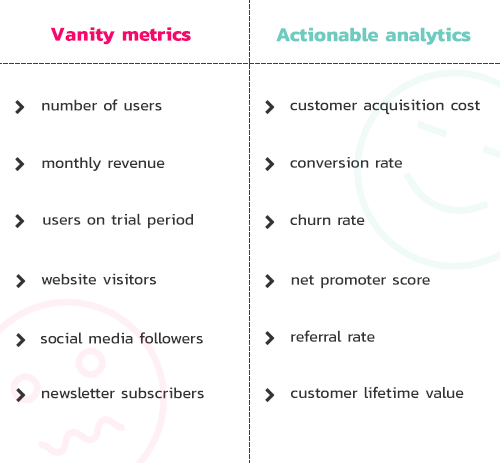 Vanity metrics
number of users
monthly revenue
users on trial period
website visitors
social media followers
newsletter subscribers
Actionable analytics
customer acquisition cost
conversion rate
churn rate
net promoter score
referral rate
customer lifetime value